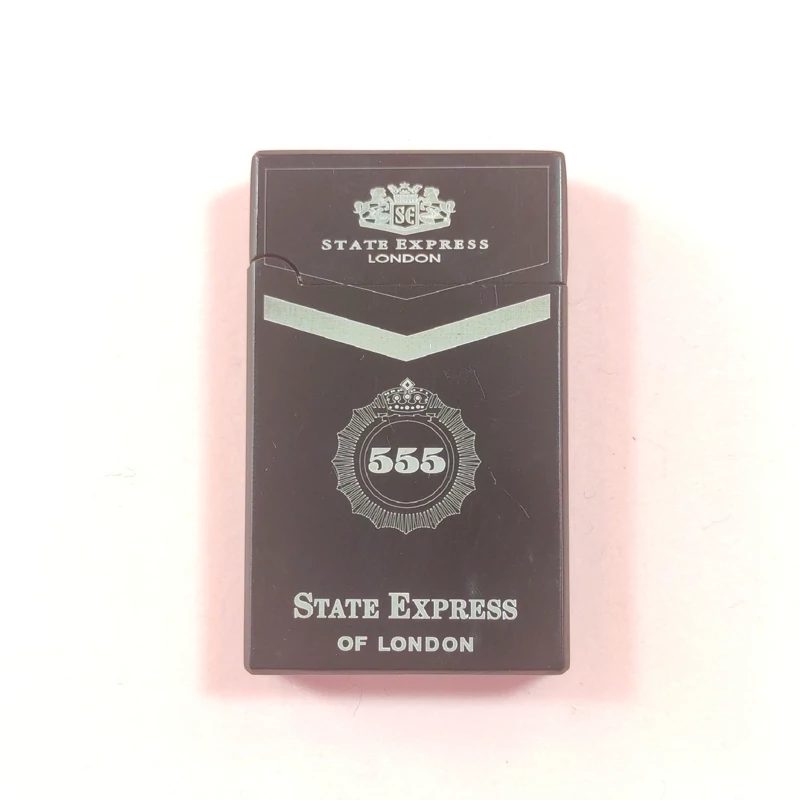 SE
STATE EXPRESS
LONDON
555
STATE EXPRESS
OF LONDON